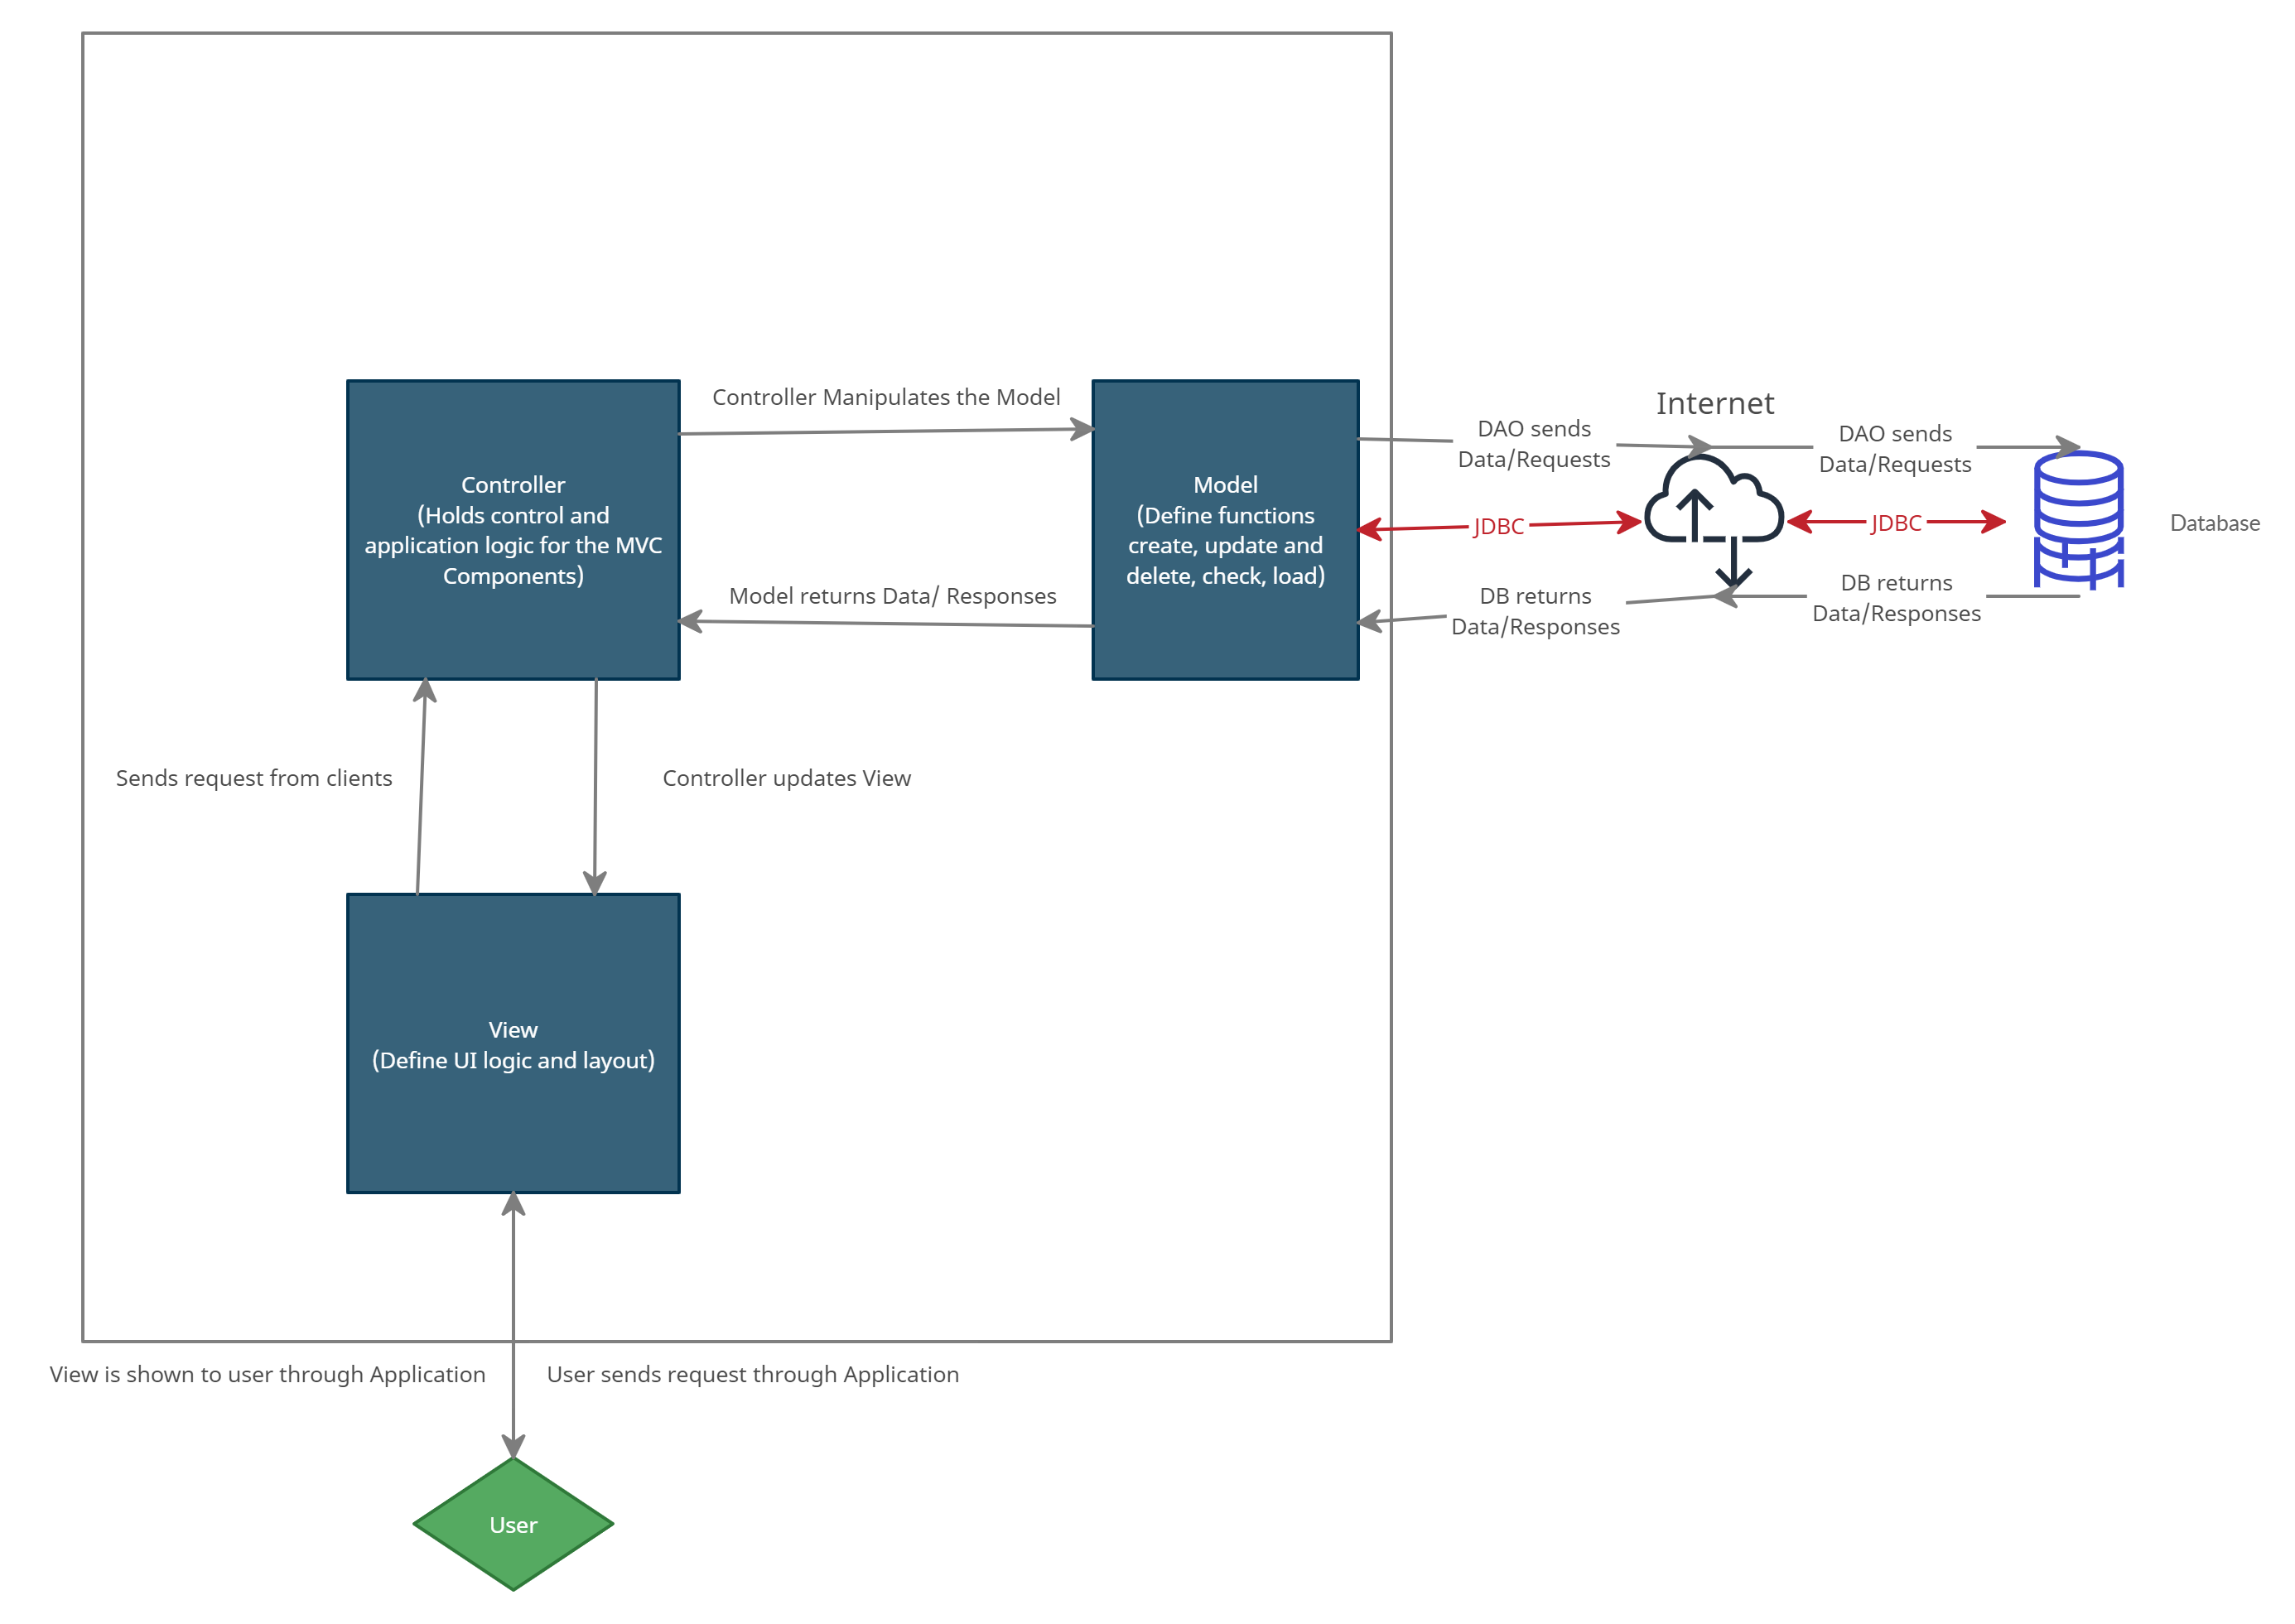 Internet
Controller Manipulates the Model
DAO sends
Data/Requests
DAO sends
Data/Requests
Controller
(Holds control and
application logic for the MVC
Components)
Model
(Define functions
create, update and
delete, check, load)
JDBC
JDBC
Database
Model returns Data/ Responses
DB returns
Data/Responses
DB returns
Data/Responses
Sends request from clients
Controller updates View
View
(Define UI logic and layout)
View is shown to user through Application
User sends request through Application
User